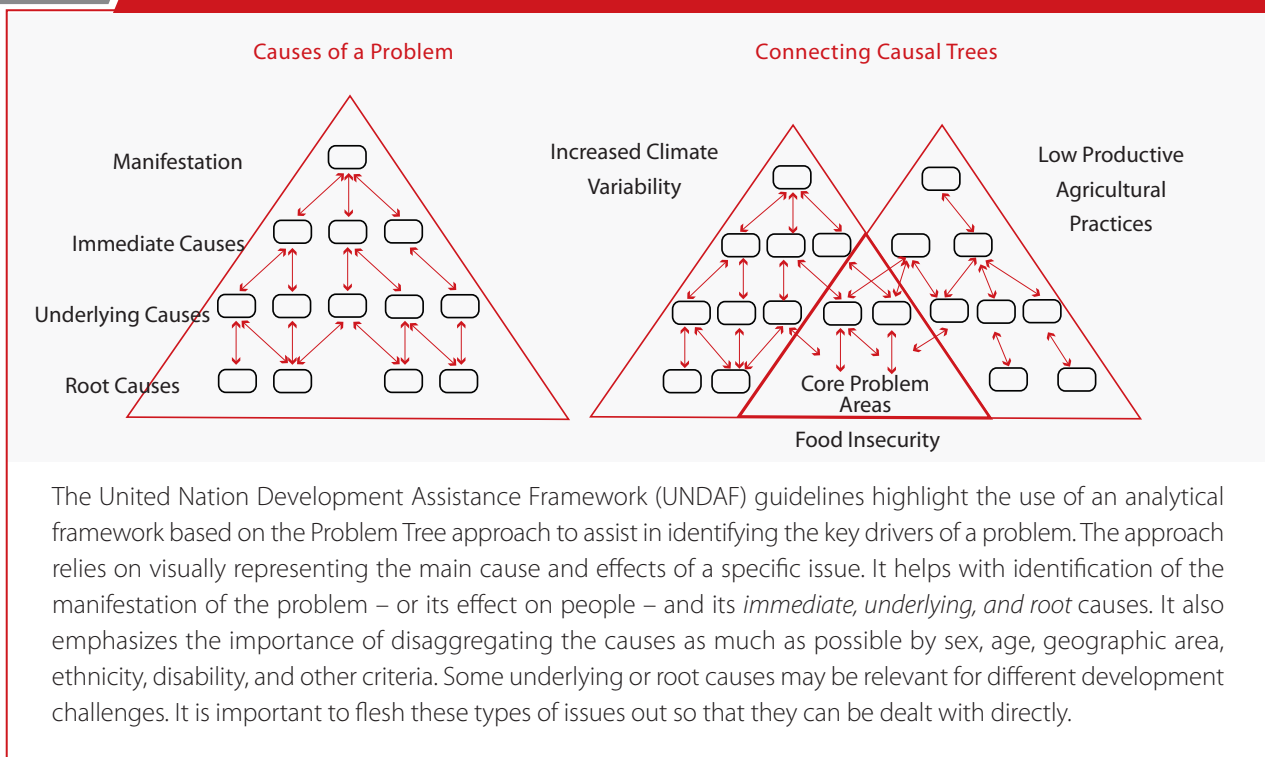 Causes of a Problem
Manifestation
Immediate Causes
Underlying Causes
Root Causes
Connecting Causal Trees
Increased Climate
Variability
Low Productive
Agricultural
Practices
Core Problem
Areas
Food Insecurity
The United Nation Development Assistance Framework (UNDAF) guidelines highlight the use of an analytical
framework based on the Problem Tree approach to assist in identifying the key drivers of a problem. The approach
relies on visually representing the main cause and effects of a specific issue. It helps with identification of the
manifestation of the problem – or its effect on people – and its immediate, underlying, and root causes. It also
emphasizes the importance of disaggregating the causes as much as possible by sex, age, geographic area,
ethnicity, disability, and other criteria. Some underlying or root causes may be relevant for different development
challenges. It is important to flesh these types of issues out so that they can be dealt with directly.